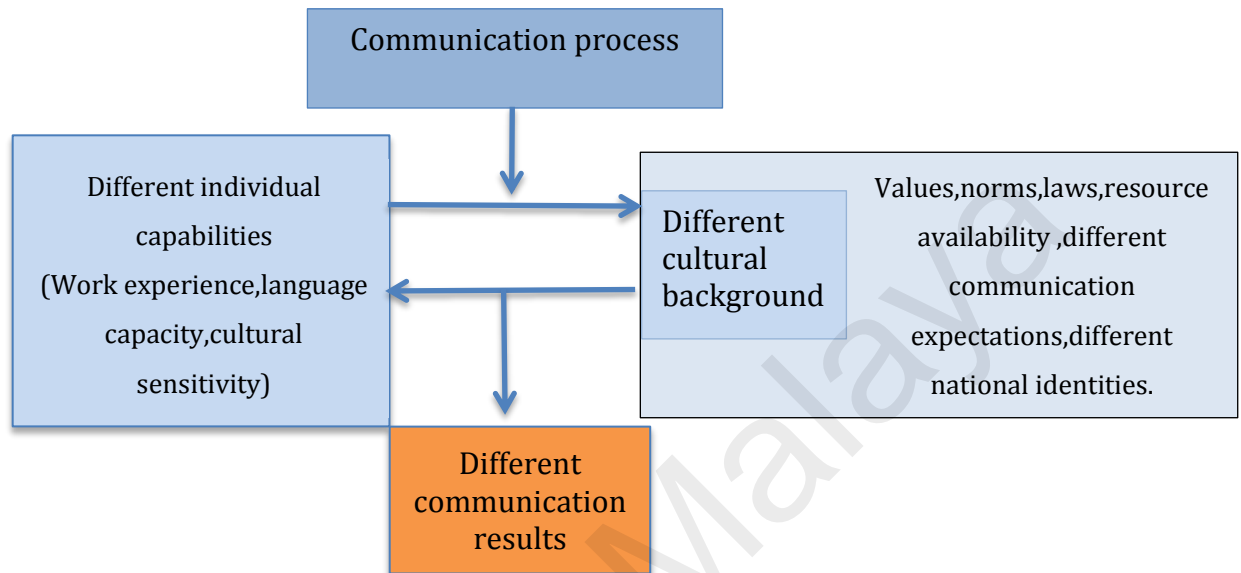 Communication process
Different individual
capabilities
(Work experience,language
capacity,cultural
sensitivity)
Different
cultural
background
Values,norms,laws,resource
availability ,different
communication
expectations,different
national identities.
Different
communication
results
Malaya